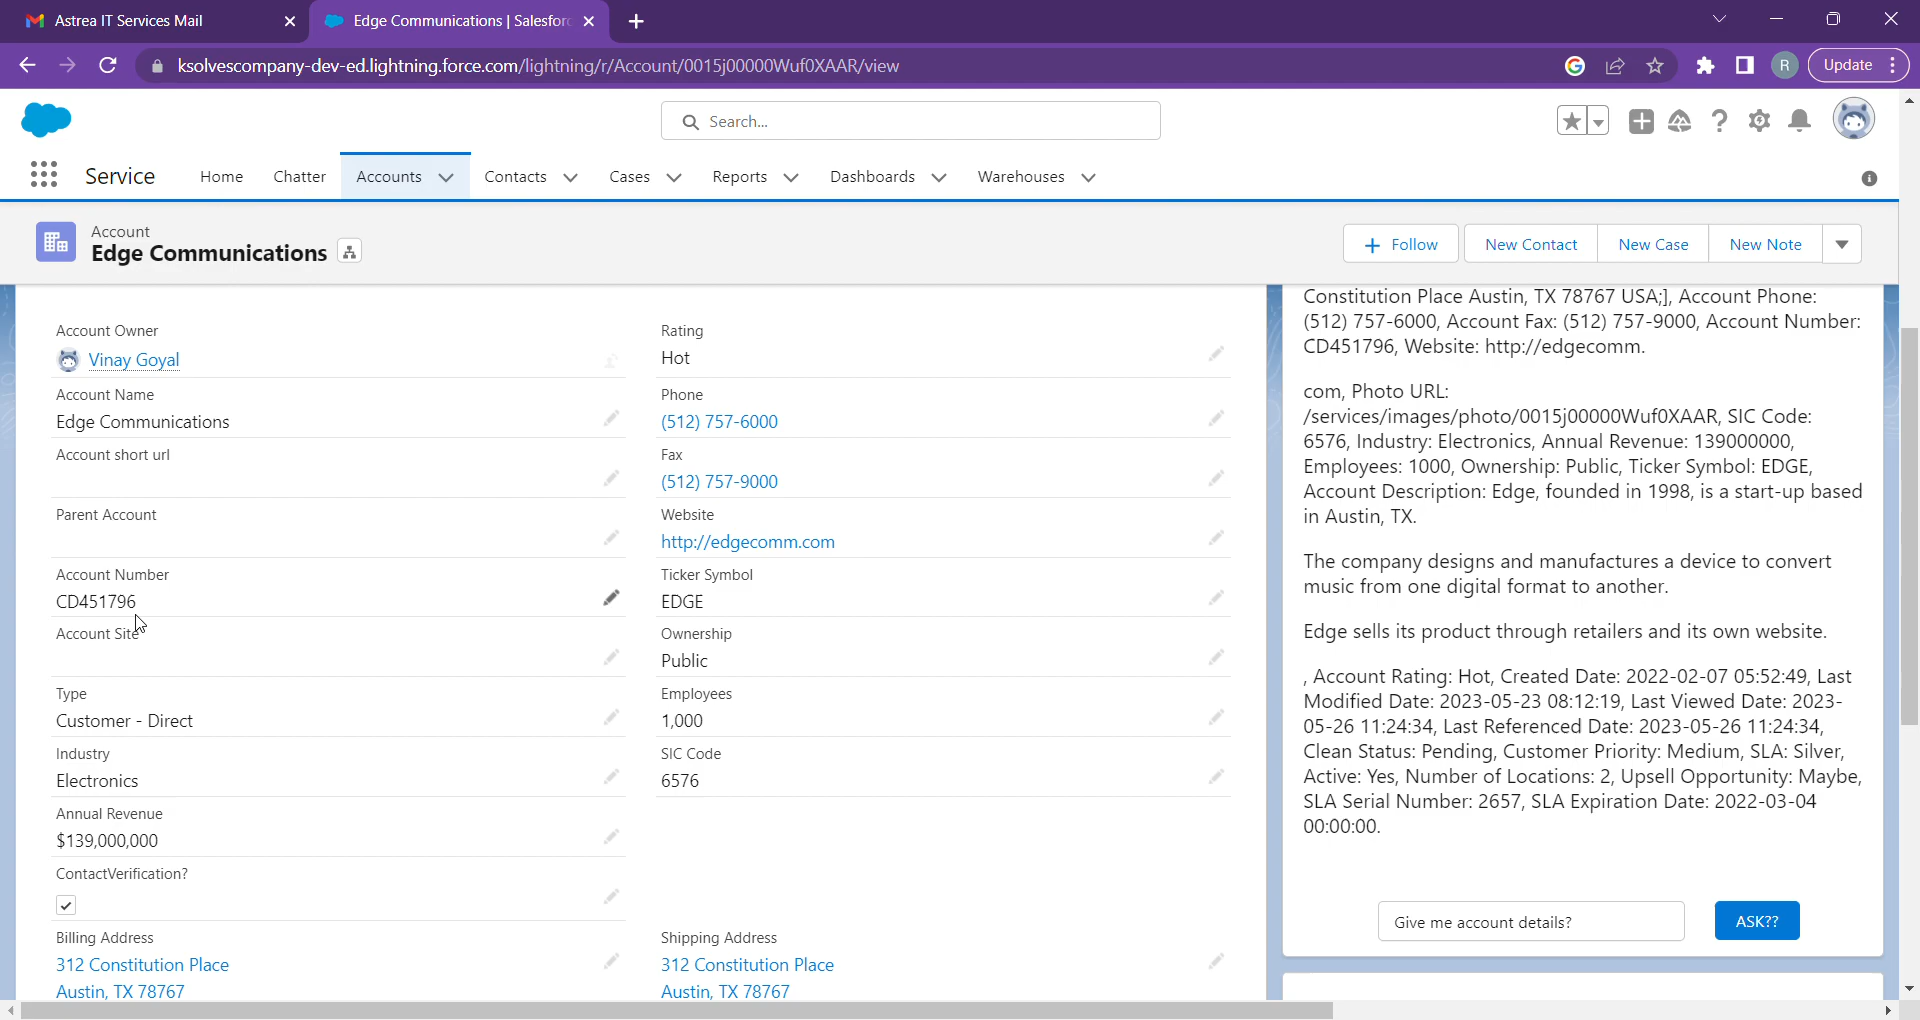 Astrea IT Services Mail
Edge Communications | Salesfor
ksolvescompany-dev-ed.lightning.force.com/lightning/r/Account/0015j00000Wuf0XAAR/view
R
Update
Search...
Service
Home
Chatter
Accounts
Contacts
Cases
Reports
Dashboards
Warehouses
Account
Edge Communications
Follow
New Contact
New Case
New Note
Account Owner
Vinay Goyal
Account Name
Edge Communications
Account short url
Parent Account
Account Number
CD451796
Account Site
Type
Customer - Direct
Industry
Electronics
Annual Revenue
$139,000,000
ContactVerification?
Billing Address
312 Constitution Place
Austin, TX 78767
Rating
Hot
Phone
(512) 757-6000
Fax
(512) 757-9000
Website
http://edgecomm.com
Ticker Symbol
EDGE
Ownership
Public
Employees
1,000
SIC Code
6576
Shipping Address
312 Constitution Place
Austin, TX 78767
Constitution Place Austin, TX 78767 USA;], Account Phone:
(512) 757-6000, Account Fax: (512) 757-9000, Account Number:
CD451796, Website: http://edgecomm.
com, Photo URL:
/services/images/photo/0015j00000Wuf0XAAR, SIC Code:
6576, Industry: Electronics, Annual Revenue: 139000000,
Employees: 1000, Ownership: Public, Ticker Symbol: EDGE,
Account Description: Edge, founded in 1998, is a start-up based
in Austin, TX.
The company designs and manufactures a device to convert
music from one digital format to another.
Edge sells its product through retailers and its own website.
, Account Rating: Hot, Created Date: 2022-02-07 05:52:49, Last
Modified Date: 2023-05-23 08:12:19, Last Viewed Date: 2023-
05-26 11:24:34, Last Referenced Date: 2023-05-26 11:24:34,
Clean Status: Pending, Customer Priority: Medium, SLA: Silver,
Active: Yes, Number of Locations: 2, Upsell Opportunity: Maybe,
SLA Serial Number: 2657, SLA Expiration Date: 2022-03-04
00:00:00.
Give me account details?
ASK??